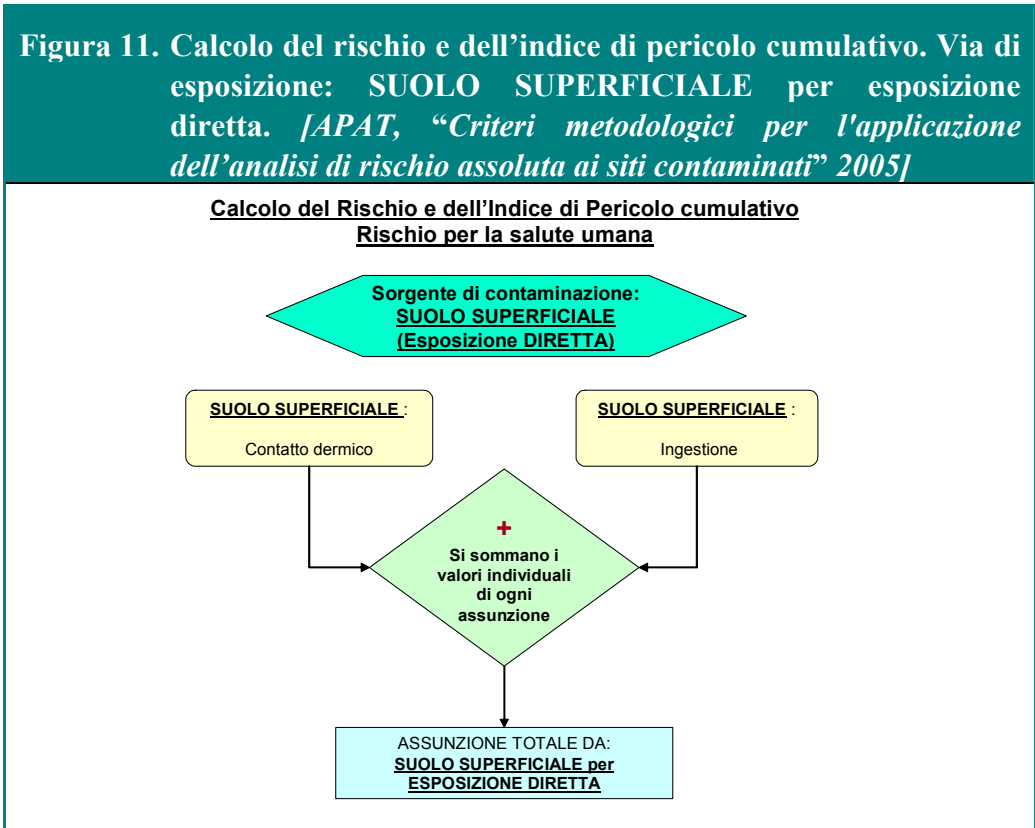 Figura 11. Calcolo del rischio e dell’indice di pericolo cumulativo. Via di
esposizione: SUOLO SUPERFICIALE per esposizione
diretta. [APAT, “Criteri metodologici per l'applicazione
dell’analisi di rischio assoluta ai siti contaminati” 2005]
Calcolo del Rischio e dell’Indice di Pericolo cumulativo
Rischio per la salute umana
Sorgente di contaminazione:
SUOLO SUPERFICIALE
(Esposizione DIRETTA)
SUOLO SUPERFICIALE :
Contatto dermico
SUOLO SUPERFICIALE :
Ingestione
+
Si sommano i
valori individuali
di ogni
assunzione
ASSUNZIONE TOTALE DA:
SUOLO SUPERFICIALE per
ESPOSIZIONE DIRETTA